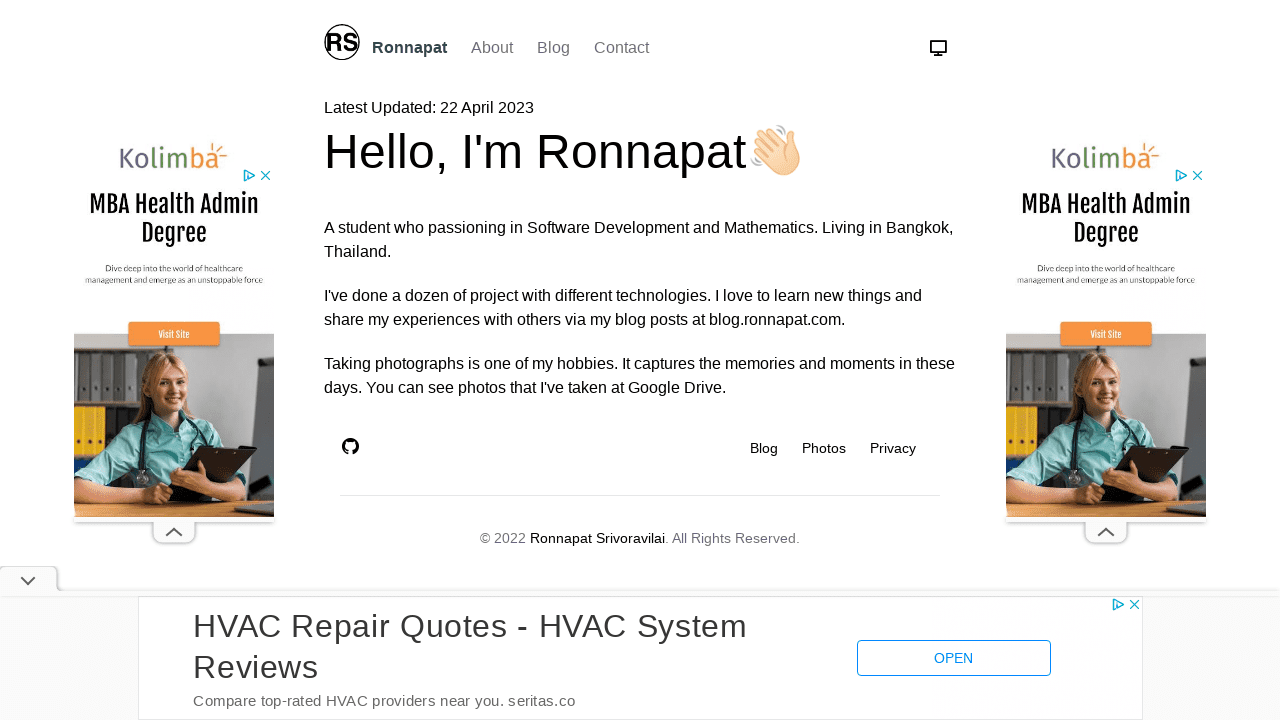 RS Ronnapat About Blog Contact
Latest Updated: 22 April 2023
Hello, I'm Ronnapat👋🏻
A student who passioning in Software Development and Mathematics. Living in Bangkok,
Thailand.
I've done a dozen of project with different technologies. I love to learn new things and
share my experiences with others via my blog posts at blog.ronnapat.com.
Taking photographs is one of my hobbies. It captures the memories and moments in these
days. You can see photos that I've taken at Google Drive.
Blog Photos Privacy
© 2022 Ronnapat Srivoravilai. All Rights Reserved.
Kolimba
MBA Health Admin
Degree
Dive deep into the world of healthcare
management and emerge as an unstoppable force
Visit Site
Kolimba
MBA Health Admin
Degree
Dive deep into the world of healthcare
management and emerge as an unstoppable force
Visit Site
HVAC Repair Quotes - HVAC System
Reviews
Compare top-rated HVAC providers near you. seritas.co
OPEN